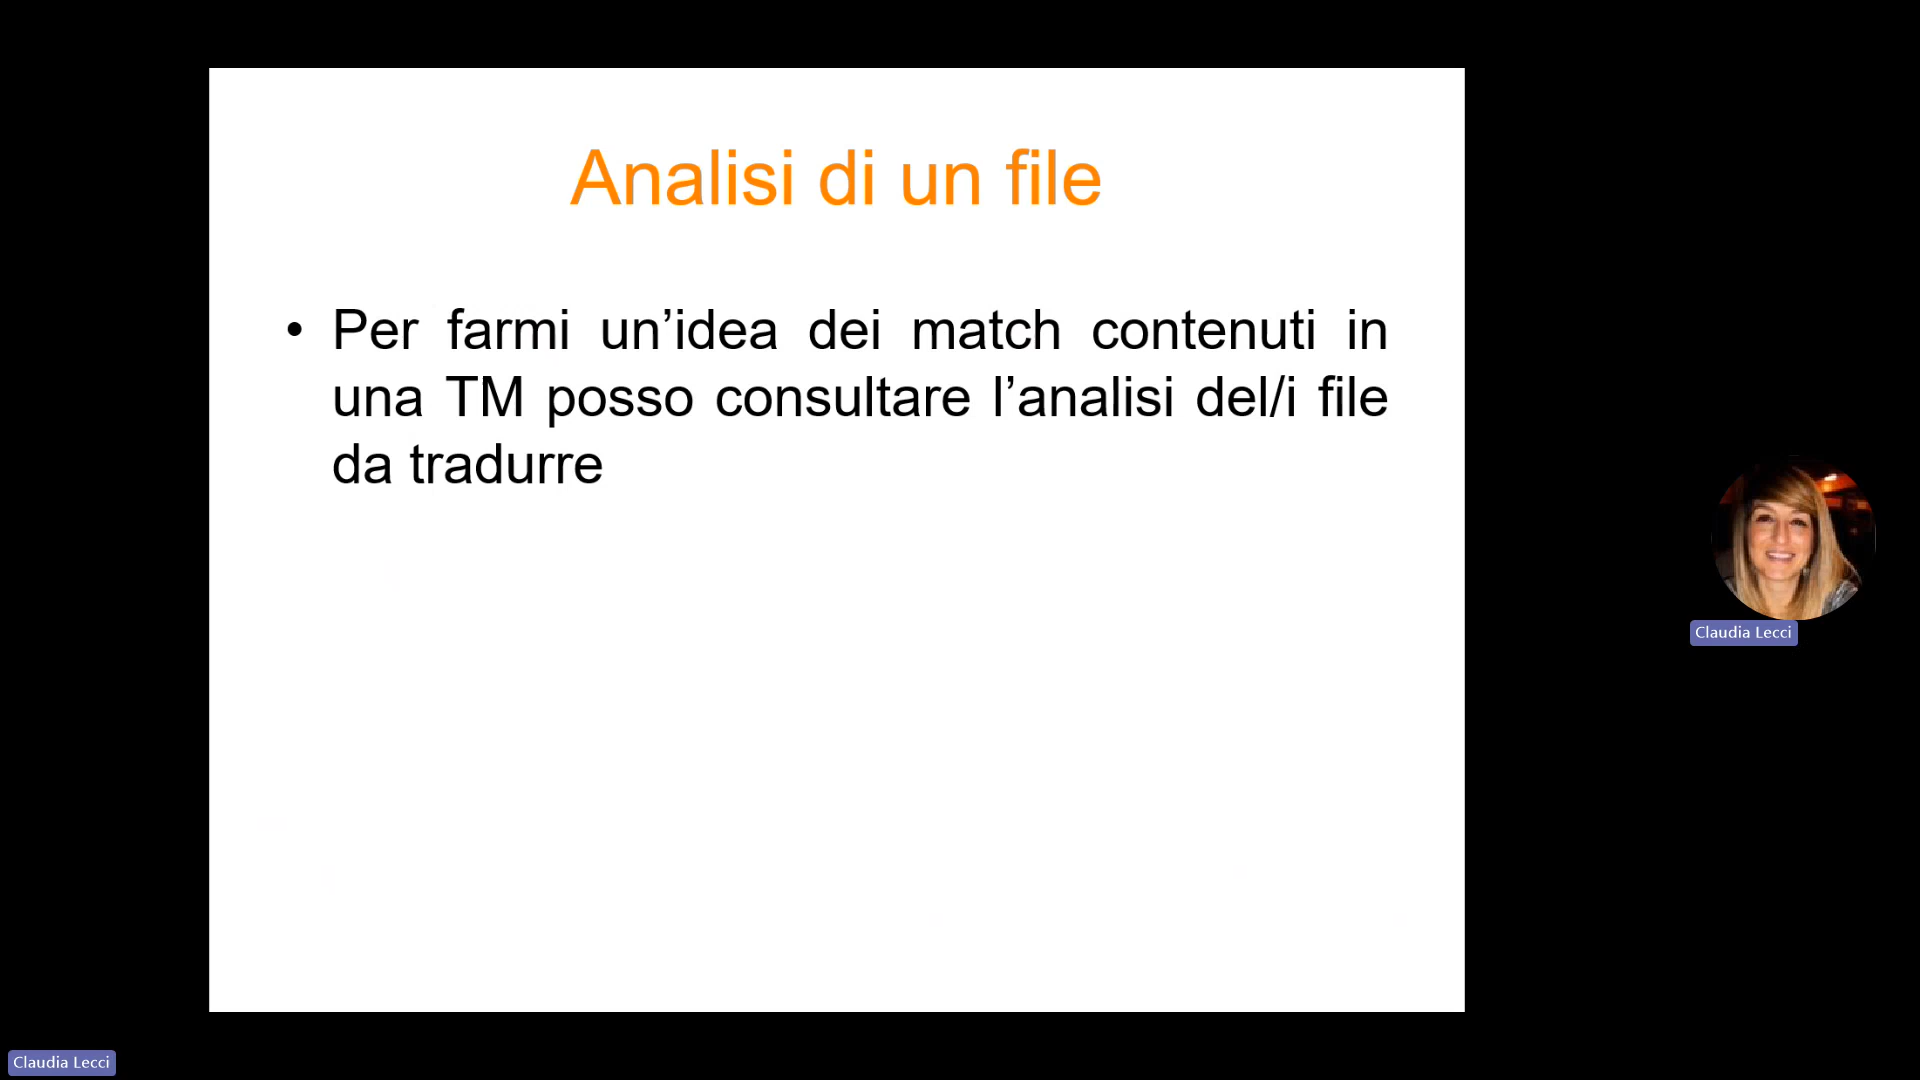 Analisi di un file
• Per farmi un’idea dei match contenuti in
una TM posso consultare l’analisi del/i file
da tradurre
Claudia Lecci
Claudia Lecci